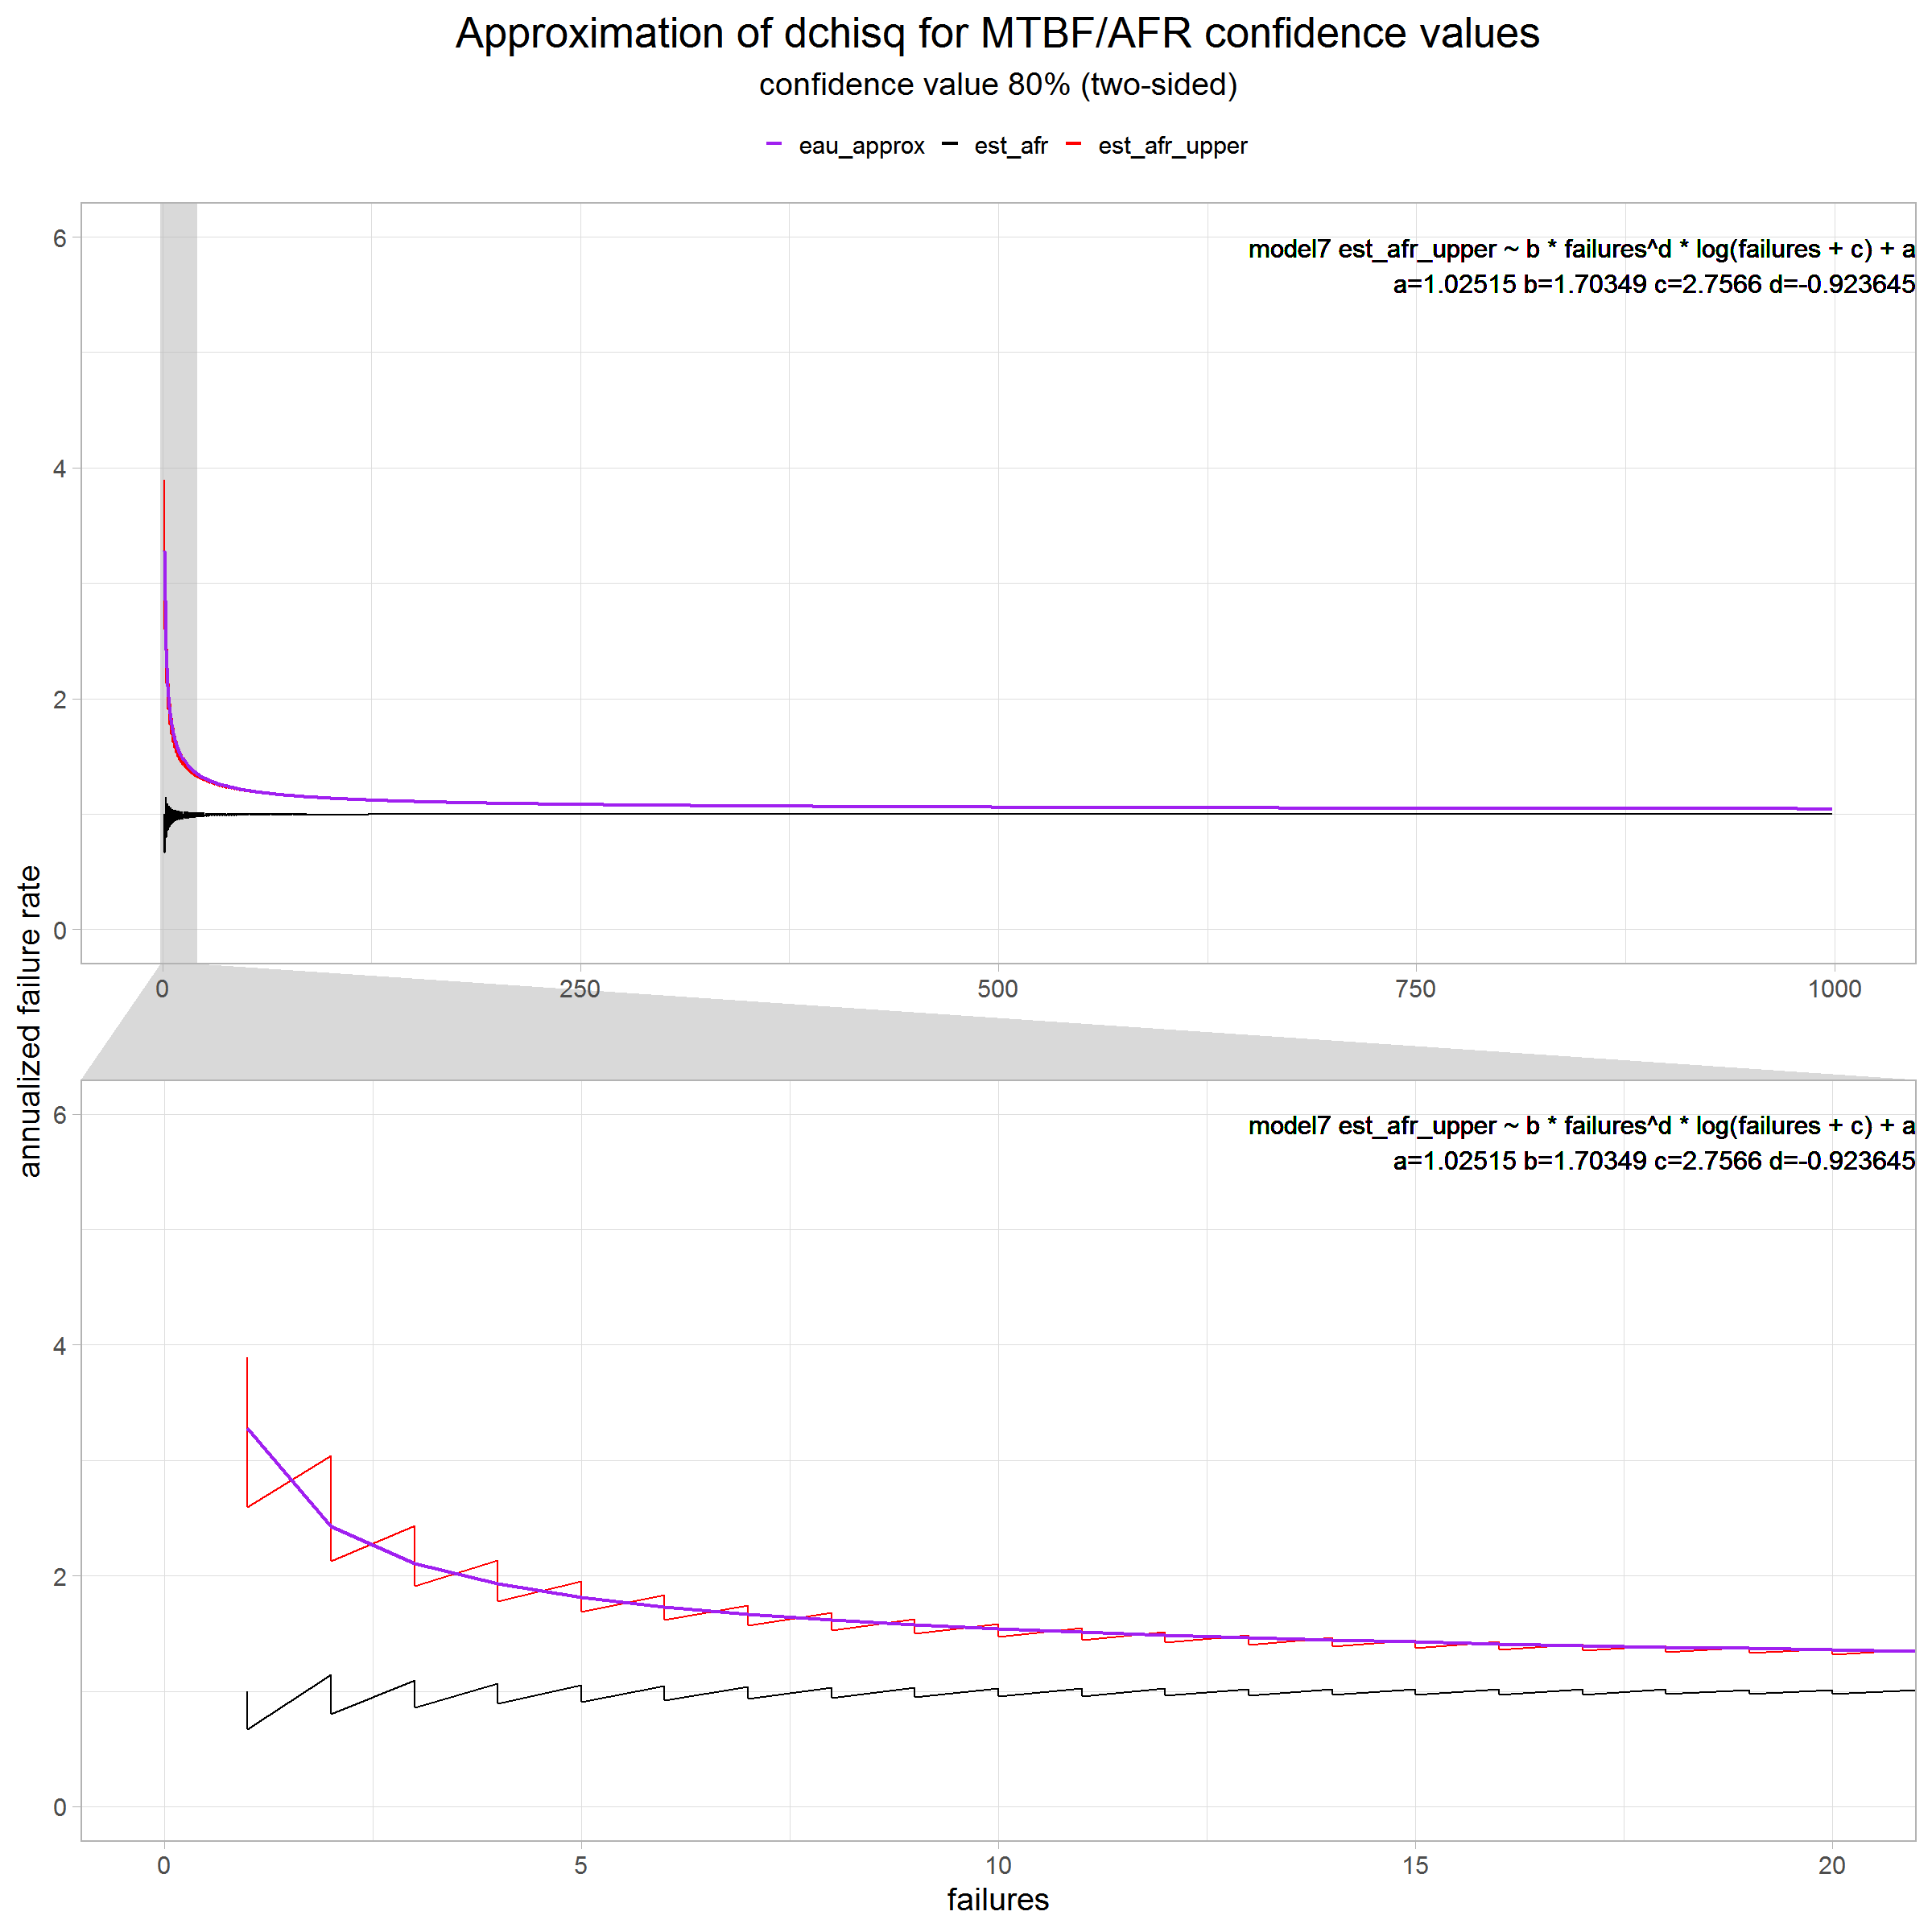 Approximation of dchisq for MTBF/AFR confidence values
confidence value 80% (two-sided)
eau_approx est_afr est_afr_upper
6
model7 est_afr_upper ~ b * failures^d * log(failures + c) + a
a=1.02515 b=1.70349 c=2.7566 d=-0.923645
4
2
0
0 250 500 750 1000
annualized failure rate
6
model7 est_afr_upper ~ b * failures^d * log(failures + c) + a
a=1.02515 b=1.70349 c=2.7566 d=-0.923645
4
2
0
0 5 10 15 20
failures